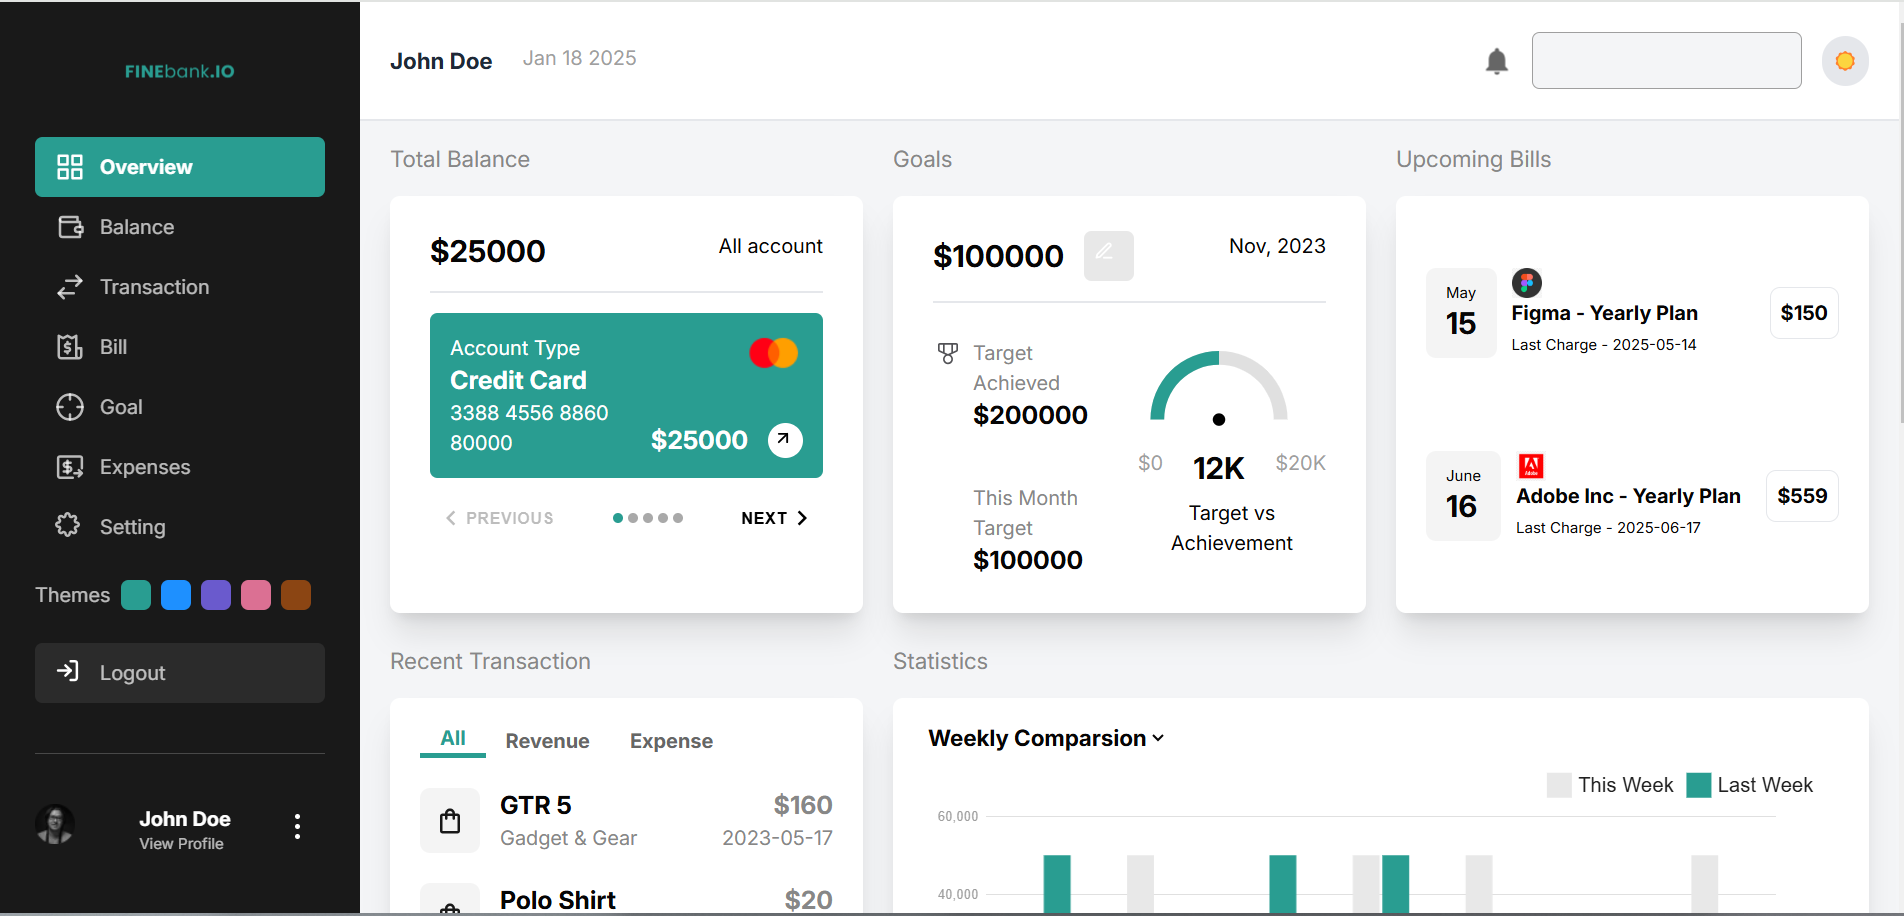 FINEbank.IO
Overview
Balance
Transaction
Bill
Goal
Expenses
Setting
Themes
Logout
John Doe
View Profile
John Doe
Jan 18 2025
Total Balance
$25000
All account
Account Type
Credit Card
3388 4556 8860
80000
$25000
PREVIOUS
NEXT
Goals
$100000
Nov, 2023
Target
Achieved
$200000
This Month
Target
$100000
$0
12K
$20K
Target vs
Achievement
Upcoming Bills
May
15
Figma - Yearly Plan
Last Charge - 2025-05-14
$150
June
16
Adobe
Adobe Inc - Yearly Plan
Last Charge - 2025-06-17
$559
Recent Transaction
All
Revenue
Expense
GTR 5
$160
Gadget & Gear
2023-05-17
Polo Shirt
$20
Statistics
Weekly Comparsion
This Week
Last Week
60,000
40,000